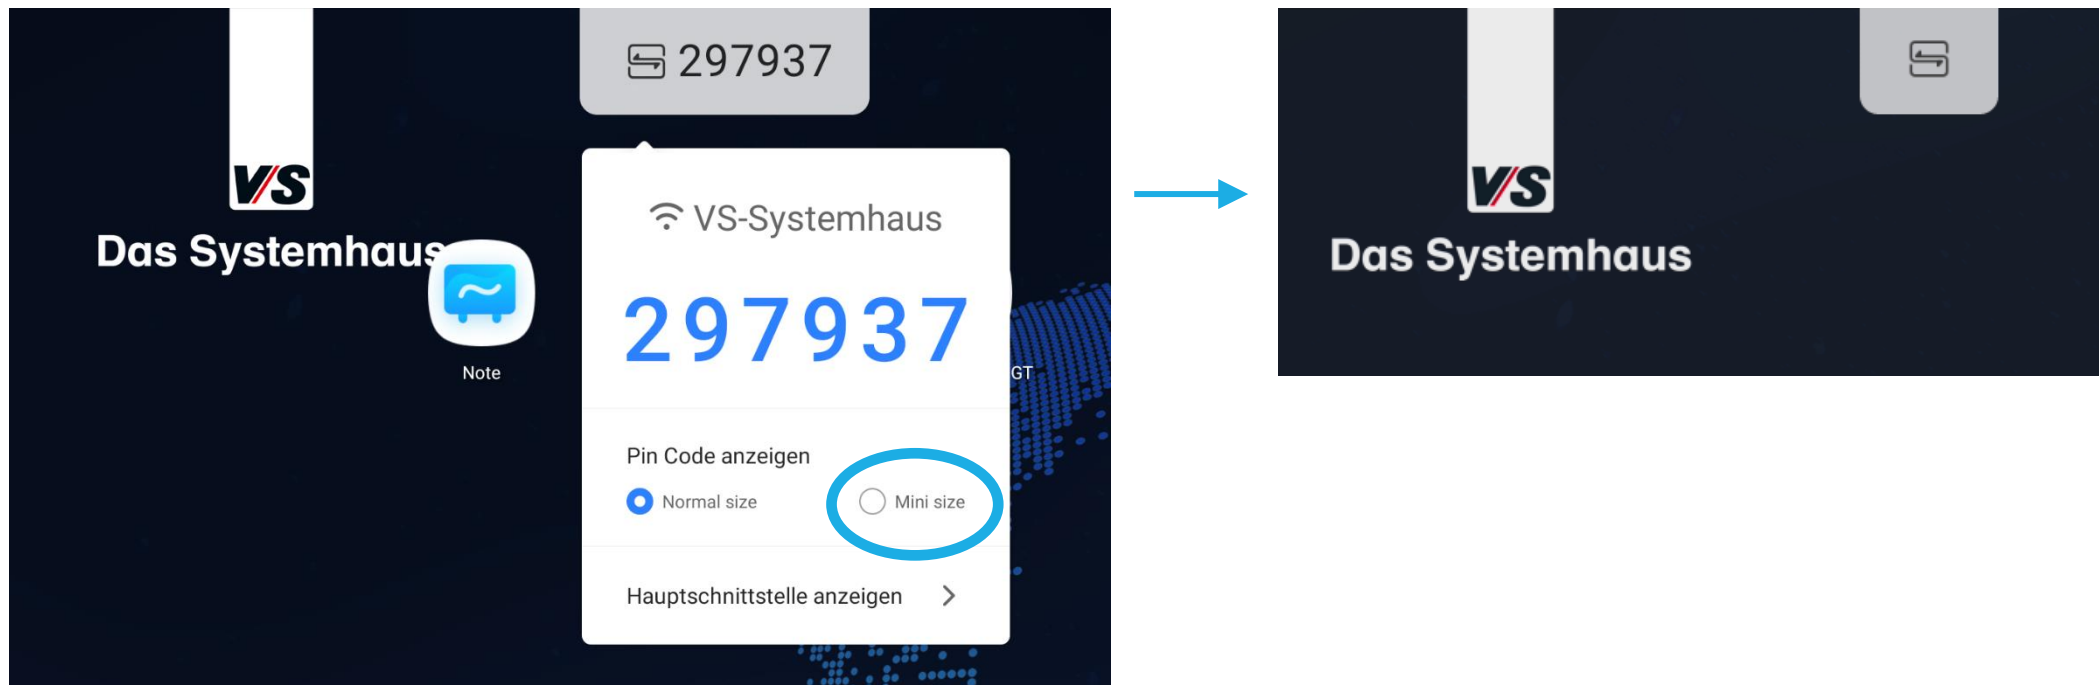 297937
VS
Das Systemhaus
Note
VS-Systemhaus
297937
GT
Pin Code anzeigen
Normal size
Mini size
Hauptschnittstelle anzeigen
VS
Das Systemhaus